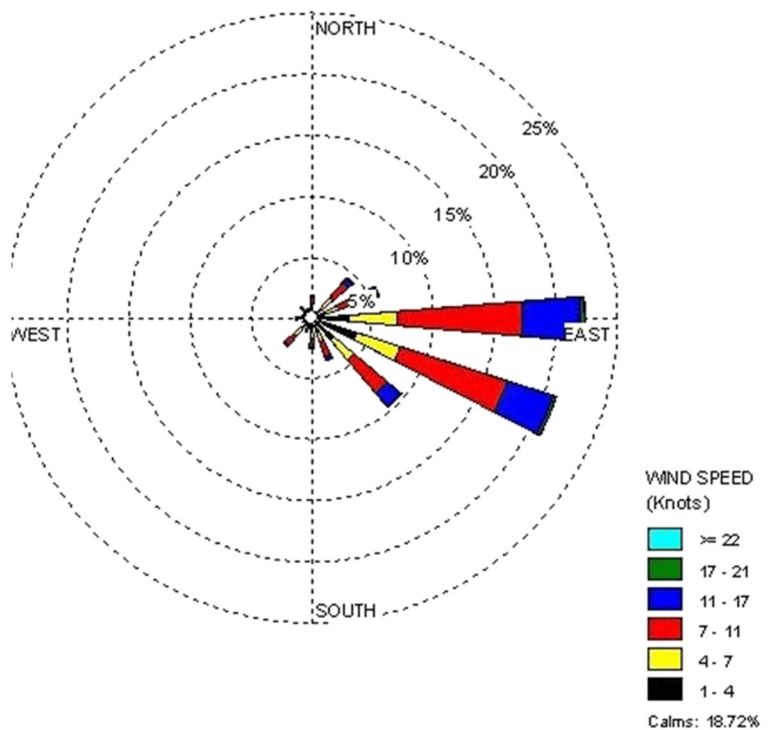 NORTH
25%
20%
15%
10%
5%
WEST
EAST
SOUTH
WIND SPEED
(Knots)
>= 22
17 - 21
11 - 17
7 - 11
4 - 7
1 - 4
Calms: 18.72%